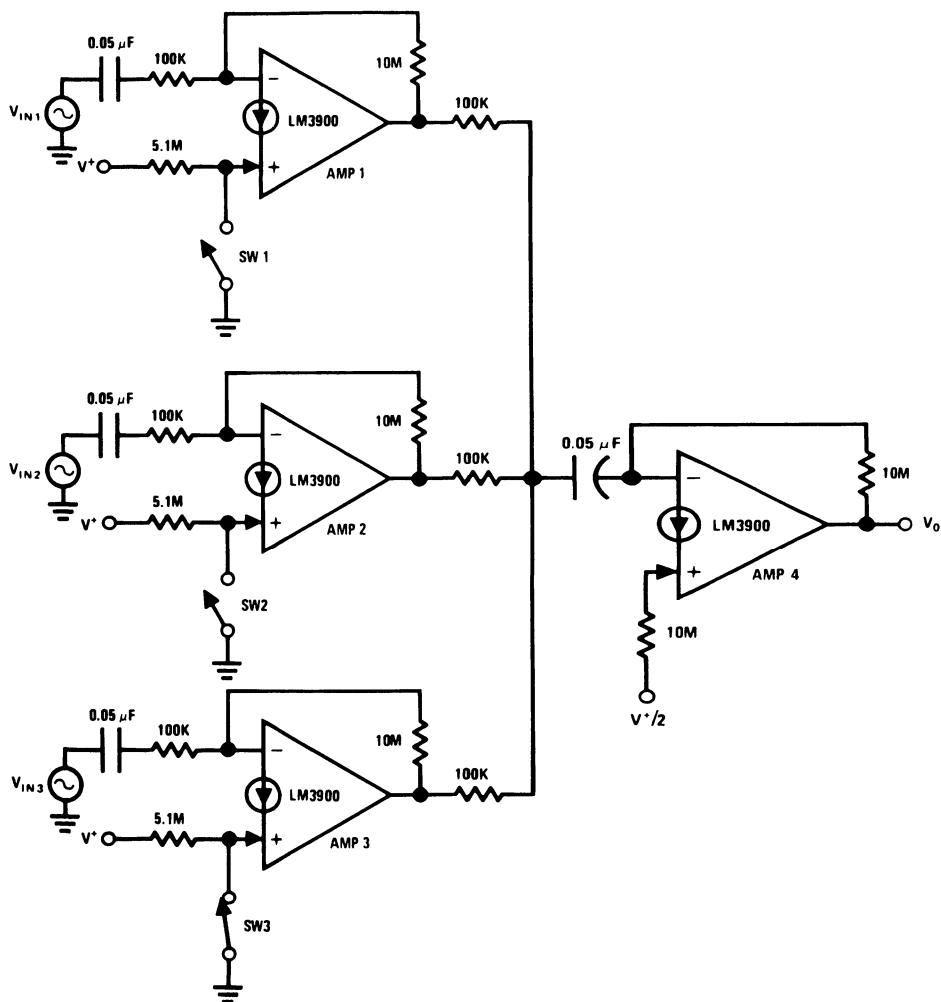 0.05 μF
100K
10M
VIN1
LM3900
100K
V+
5.1M
AMP 1
SW 1
0.05 μF
100K
10M
VIN2
LM3900
100K
V+
5.1M
AMP 2
SW2
0.05 μF
10M
LM3900
VO
AMP 4
10M
V+/2
0.05 μF
100K
10M
VIN3
LM3900
100K
V+
5.1M
AMP 3
SW3